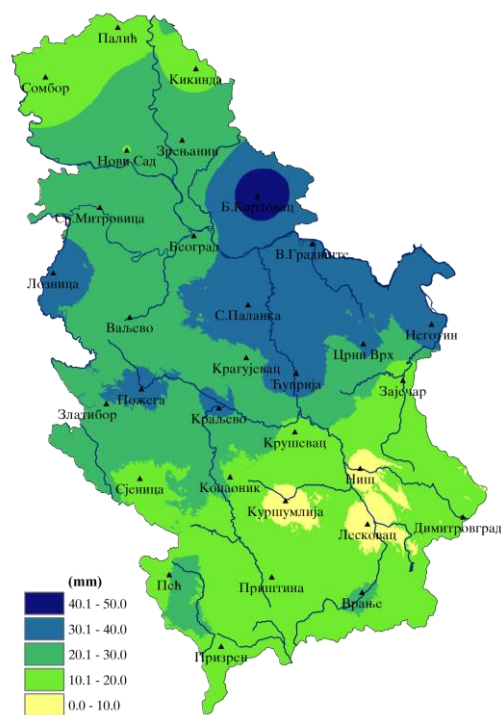 Палић
Кикинда
Сомбор
Зрењанин
Нови Сад
Б.Карловац
Ср.Митровица
Београд
В.Градиште
Лозница
С.Паланка
Ваљево
Неготин
Црни Врх
Крагујевац
Ћуприја
Зајечар
Пожега
Златибор
Краљево
Крушевац
Ниш
Сјеница
Копаоник
Куршумлија
Димитровград
Лесковац
Пећ
Приштина
Врање
Призрен
(mm)
40.1 - 50.0
30.1 - 40.0
20.1 - 30.0
10.1 - 20.0
0.0 - 10.0